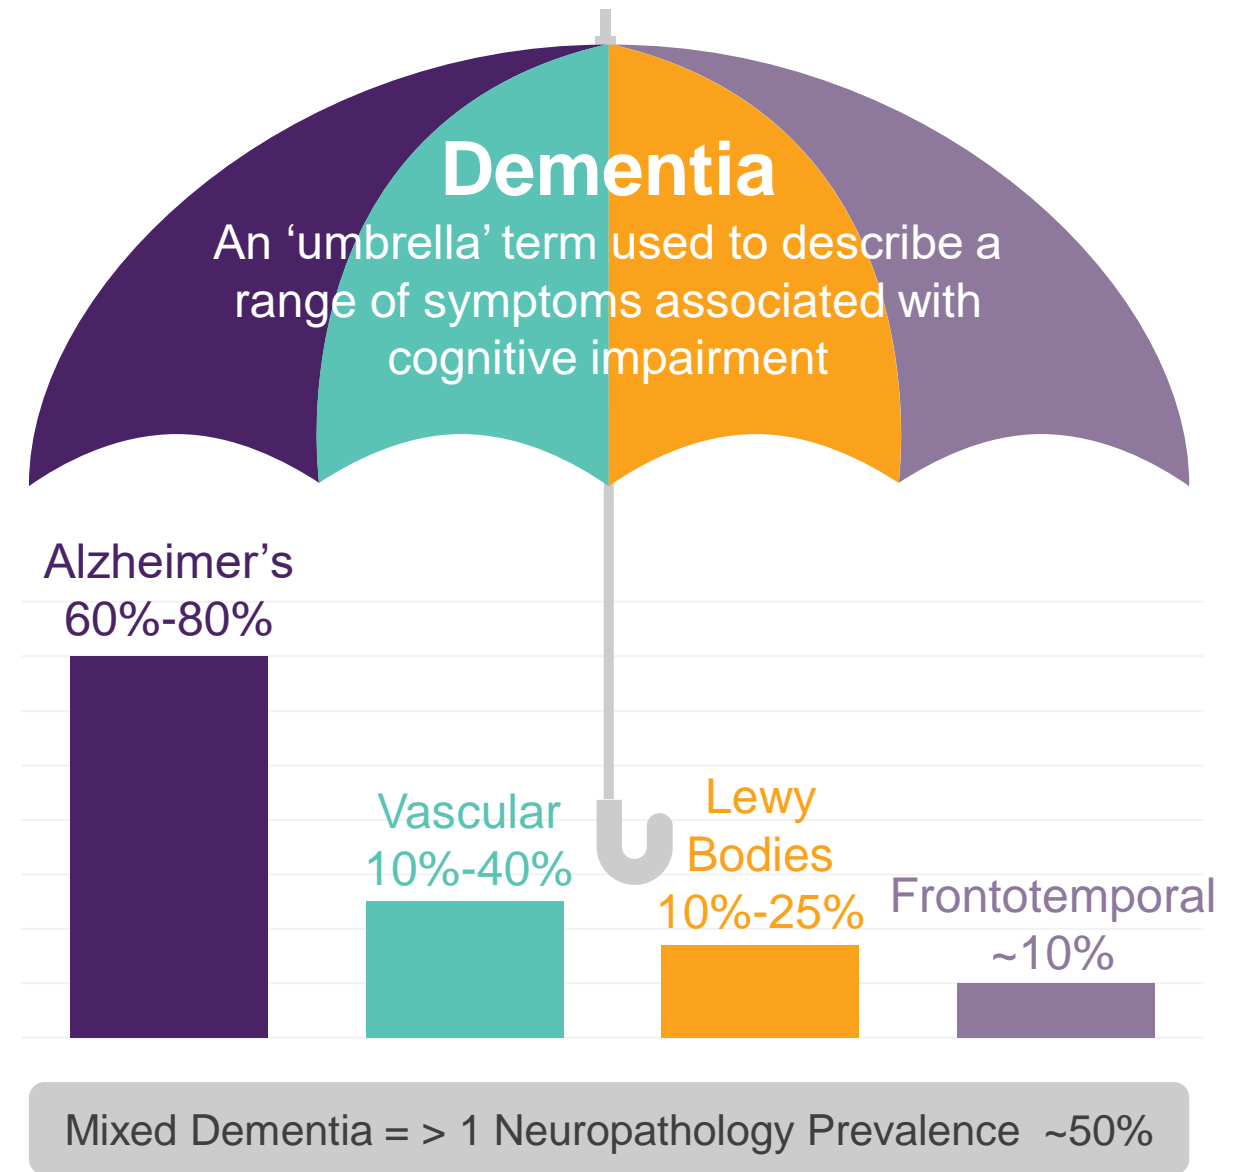 Dementia
An ‘umbrella’ term used to describe a
range of symptoms associated with
cognitive impairment
Alzheimer’s
60%-80%
Vascular
10%-40%
Lewy
Bodies
10%-25%
Frontotemporal
~10%
Mixed Dementia = > 1 Neuropathology Prevalence ~50%